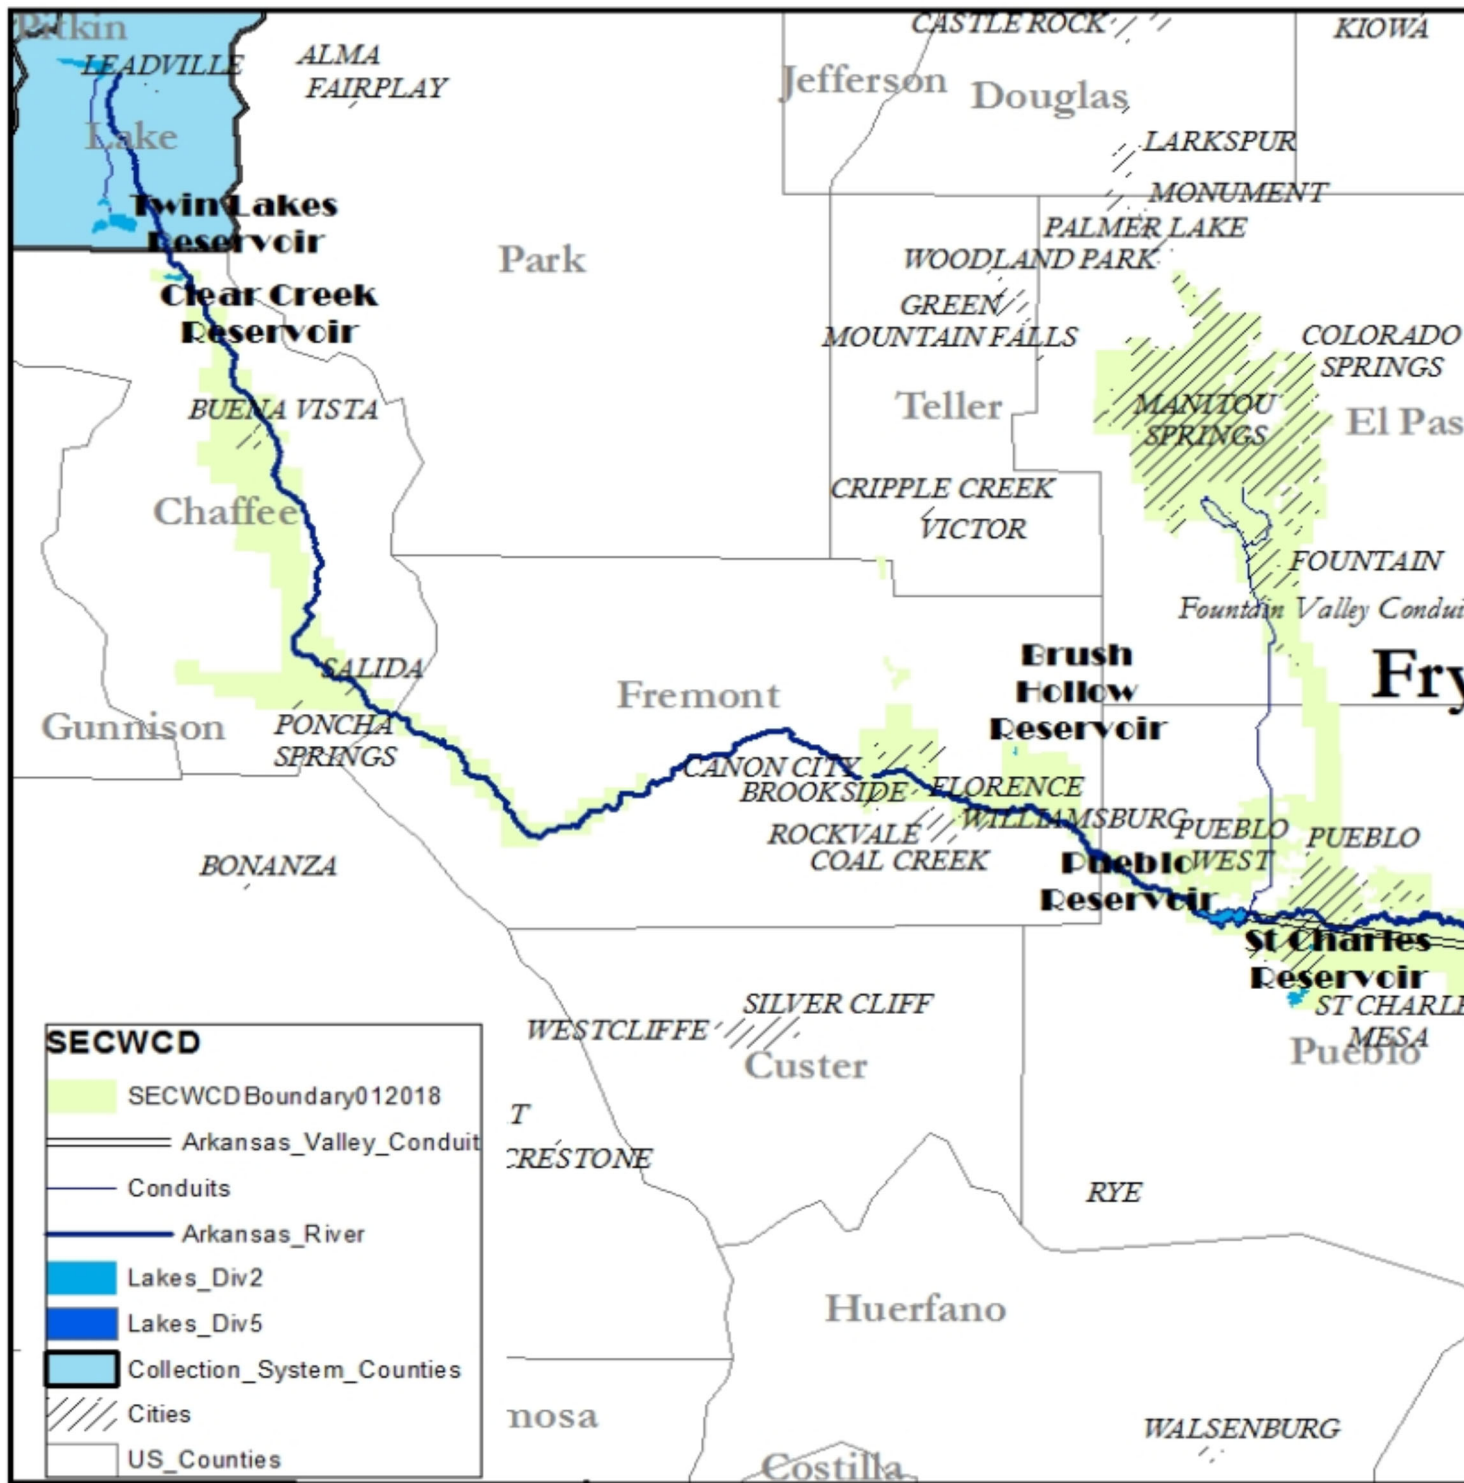 Pitkin
LEADVILLE
ALMA
FAIRPLAY
CASTLE ROCK
KIOWA
Jefferson
Douglas
Lake
LARKSPUR
Twin Lakes
Reservoir
MONUMENT
PALMER LAKE
Park
WOODLAND PARK
Clear Creek
Reservoir
GREEN
MOUNTAIN FALLS
COLORADO
SPRINGS
BUENA VISTA
Teller
MANITOU
SPRINGS
El Pas
CRIPPLE CREEK
VICTOR
Chaffee
FOUNTAIN
Fountain Valley Condui
SALIDA
Brush
Hollow
Reservoir
Fry
Fremont
Gunnison
PONCHA
SPRINGS
CANON CITY
BROOKSIDE
FLORENCE
ROCKVALE
WILLIAMSBURG
COAL CREEK
PUEBLO
WEST
PUEBLO
BONANZA
Pueblo
Reservoir
St Charles
Reservoir
SILVER CLIFF
WESTCLIFFE
ST CHARLE
MESA
Custer
Pueblo
SECWCD
SECWCDBoundary012018
Arkansas_Valley_Conduit
Conduits
Arkansas_River
Lakes_Div2
Lakes_Div5
Collection_System_Counties
Cities
US_Counties
T
CRESTONE
RYE
Huerfano
mosa
WALSENBURG
Costilla